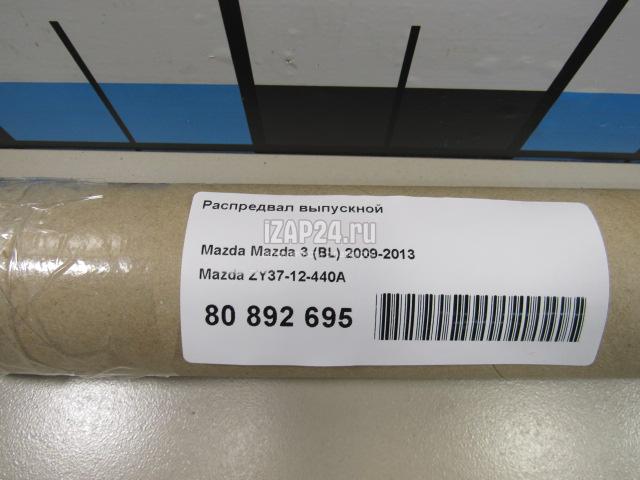 Распредвал выпускной
iZAP24.ru
Mazda Mazda 3 (BL) 2009-2013
Mazda ZY37-12-440A
80 892 695